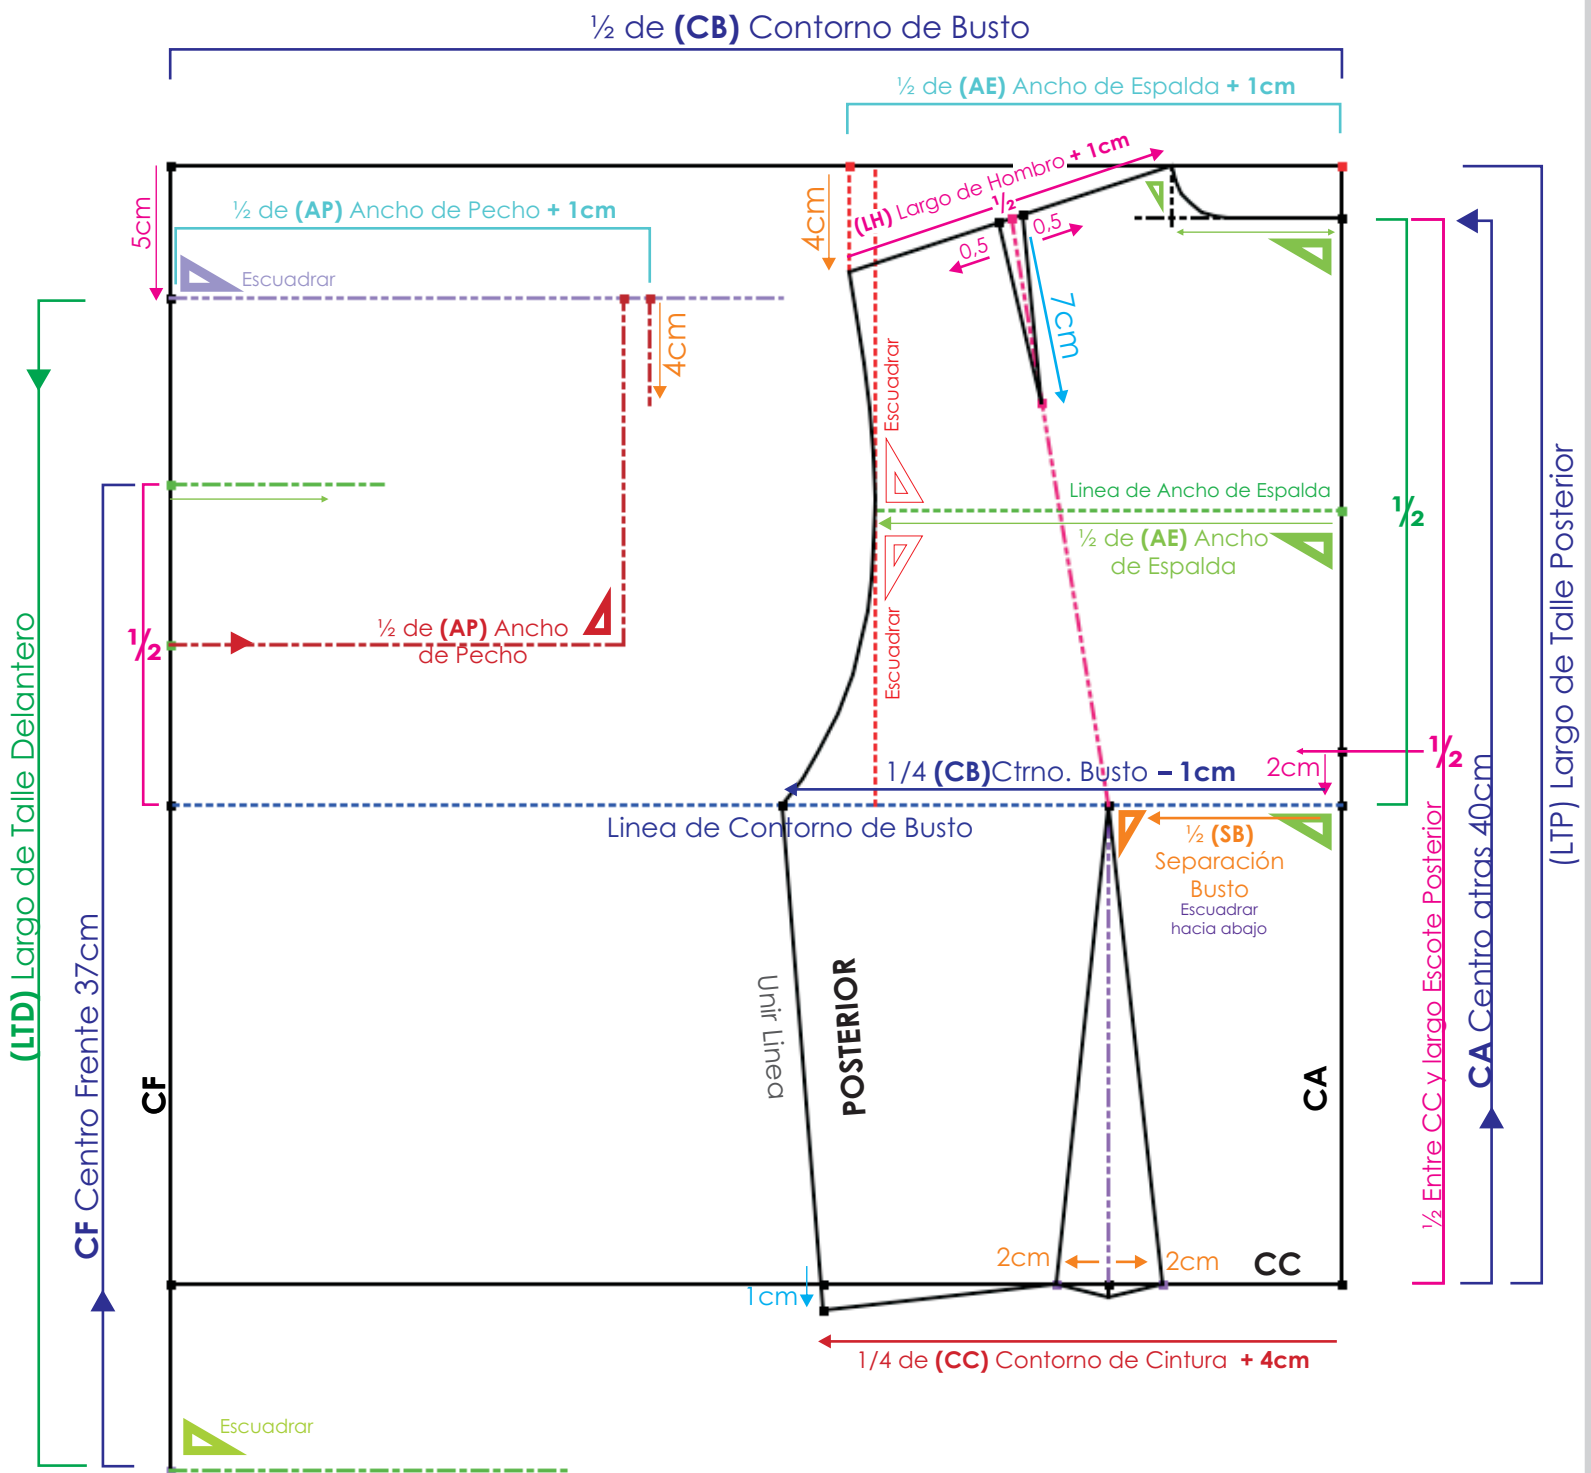 ½ de (CB) Contorno de Busto
½ de (AE) Ancho de Espalda + 1cm
5cm
½ de (AP) Ancho de Pecho + 1cm
Escuadrar
4cm
4cm
(LH) Largo de Hombro + 1cm
½
0,5
0,5
7cm
Escuadrar
Linea de Ancho de Espalda
½ de (AE) Ancho
de Espalda
Escuadrar
½
½
½ de (AP) Ancho
de Pecho
½
2cm
1/4 (CB)Ctrno. Busto – 1cm
Linea de Contorno de Busto
½ (SB)
Separación
Busto
Escuadrar
hacia abajo
(LTD) Largo de Talle Delantero
CF Centro Frente 37cm
CF
Unir Linea
POSTERIOR
CA
½ Entre CC y largo Escote Posterior
CA Centro atras 40cm
(LTP) Largo de Talle Posterior
2cm
2cm
CC
1cm
1/4 de (CC) Contorno de Cintura + 4cm
Escuadrar